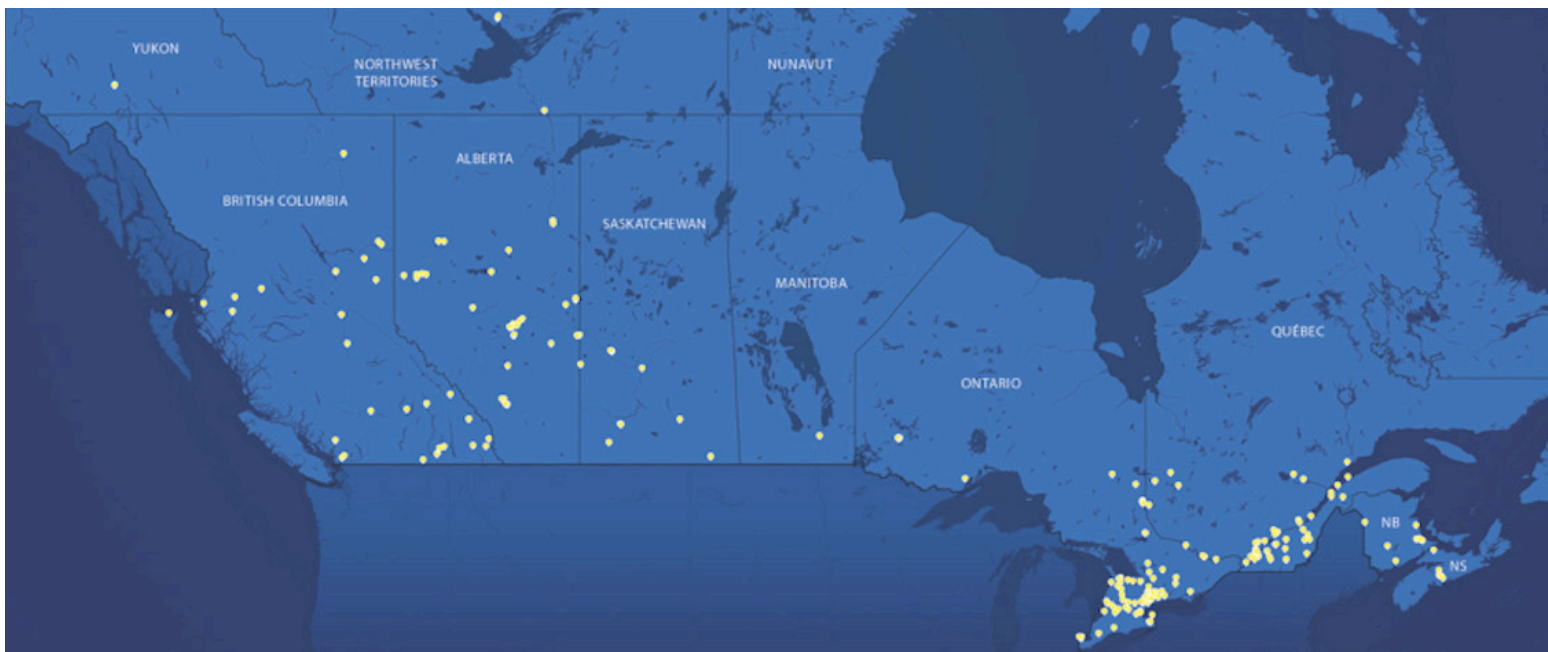 YUKON
NORTHWEST
TERRITORIES
NUNAVUT
ALBERTA
BRITISH COLUMBIA
SASKATCHEWAN
MANITOBA
QUÉBEC
ONTARIO
NB
NS